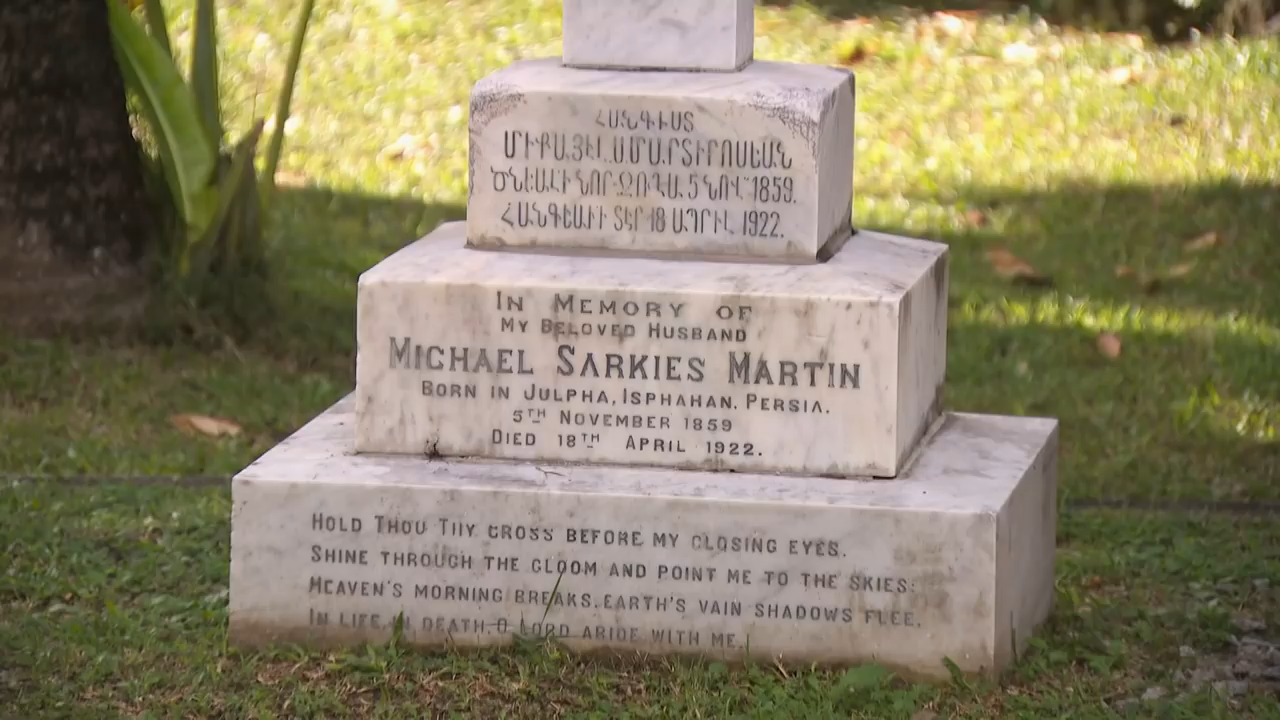 ՀԱՆԳԻՍՏ
ՄԻՔԱՅԷԼ ՍՄԱՐՏԻՐՈՍԵԱՆ
ԾՆԵԱԼ Ի ՆՈՐ ՋՈՒՂԱ 5 ՆՈՎ. 1859.
ՀԱՆԳԵԱՒ Ի ՏԷՐ 18 ԱՊՐԻԼ 1922.
IN MEMORY OF
MY BELOVED HUSBAND
MICHAEL SARKIES MARTIN
BORN IN JULPHA, ISPHAHAN. PERSIA.
5TH NOVEMBER 1859
DIED 18TH APRIL 1922.
HOLD THOU THY CROSS BEFORE MY CLOSING EYES.
SHINE THROUGH THE GLOOM AND POINT ME TO THE SKIES:
HEAVEN'S MORNING BREAKS. EARTH'S VAIN SHADOWS FLEE.
IN LIFE, IN DEATH, O LORD ABIDE WITH ME.